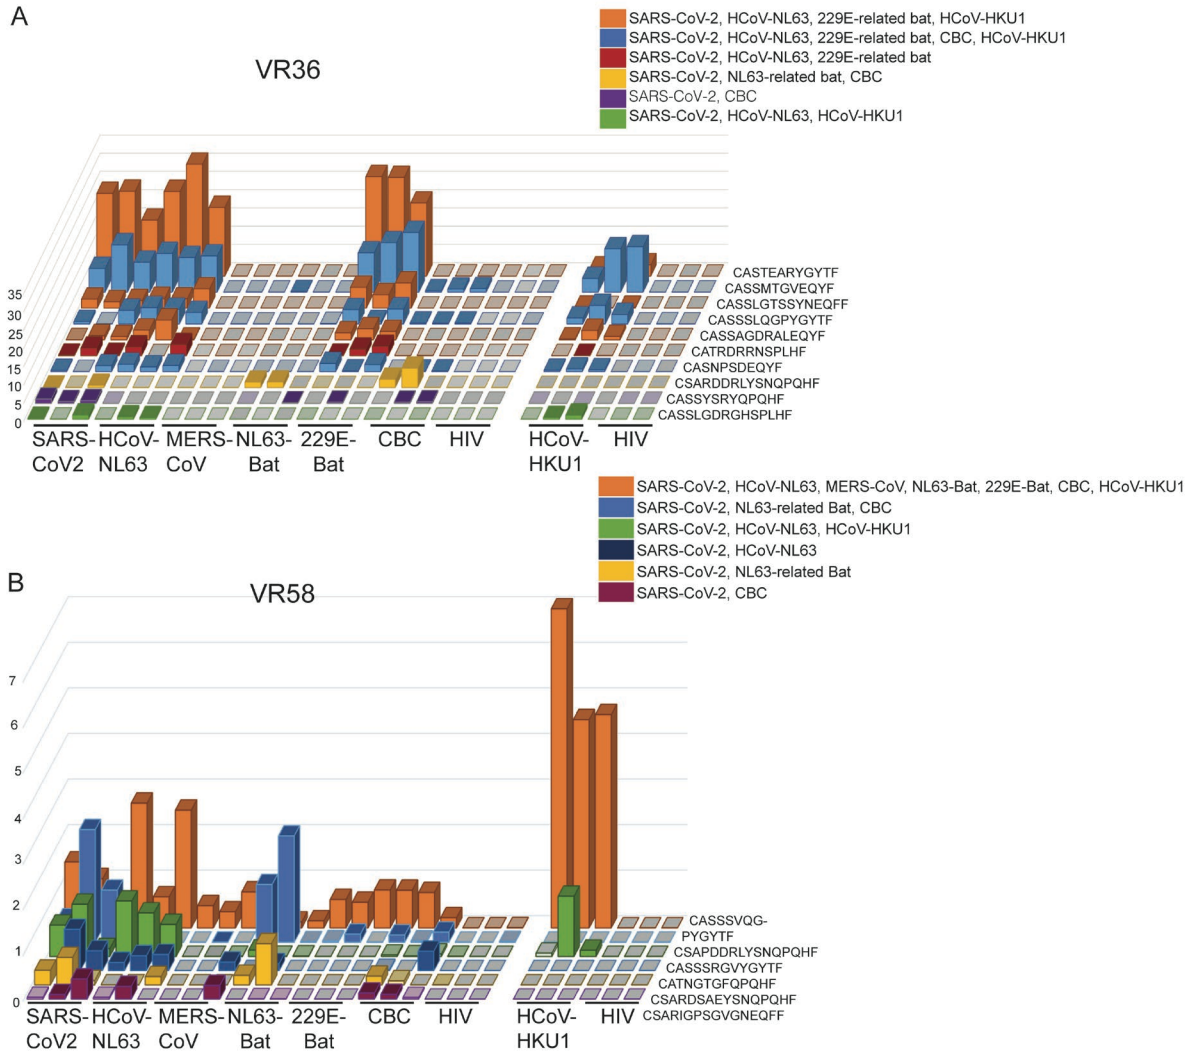 A
VR36
SARS-CoV-2, HCoV-NL63, 229E-related bat, HCoV-HKU1
SARS-CoV-2, HCoV-NL63, 229E-related bat, CBC, HCoV-HKU1
SARS-CoV-2, HCoV-NL63, 229E-related bat
SARS-CoV-2, NL63-related bat, CBC
SARS-CoV-2, CBC
SARS-CoV-2, HCoV-NL63, HCoV-HKU1
35
30
25
20
15
10
5
0
CASTEARYGYTF
CASSMTGVEQYF
CASSLGTSSYNEQFF
CASSSLQGPYGYTF
CASSAGDRALEQYF
CATRDRRNSPLHF
CASNPSDEQYF
CSARDDRLYSNQPQHF
CASSYSRYQPQHF
CASSLGDRGHSPLHF
SARS-CoV2
HCoV-NL63
MERS-CoV
NL63-Bat
229E-Bat
CBC
HIV
HCoV-HKU1
HIV
B
VR58
SARS-CoV-2, HCoV-NL63, MERS-CoV, NL63-Bat, 229E-Bat, CBC, HCoV-HKU1
SARS-CoV-2, NL63-related Bat, CBC
SARS-CoV-2, HCoV-NL63, HCoV-HKU1
SARS-CoV-2, HCoV-NL63
SARS-CoV-2, NL63-related Bat
SARS-CoV-2, CBC
7
6
5
4
3
2
1
0
CASSSVQG-
PYGYTF
CSAPDDRLYSNQPQHF
CASSSRGVYGYTF
CATNGTGFQPQHF
CSARDSAEYSNQPQHF
CSARIGPSGVGNEQFF
SARS-CoV2
HCoV-NL63
MERS-CoV
NL63-Bat
229E-Bat
CBC
HIV
HCoV-HKU1
HIV